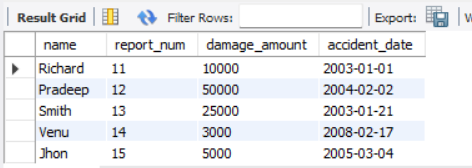 Result Grid Filter Rows: Export:
name report_num damage_amount accident_date
Richard 11 10000 2003-01-01
Pradeep 12 50000 2004-02-02
Smith 13 25000 2003-01-21
Venu 14 3000 2008-02-17
Jhon 15 5000 2005-03-04